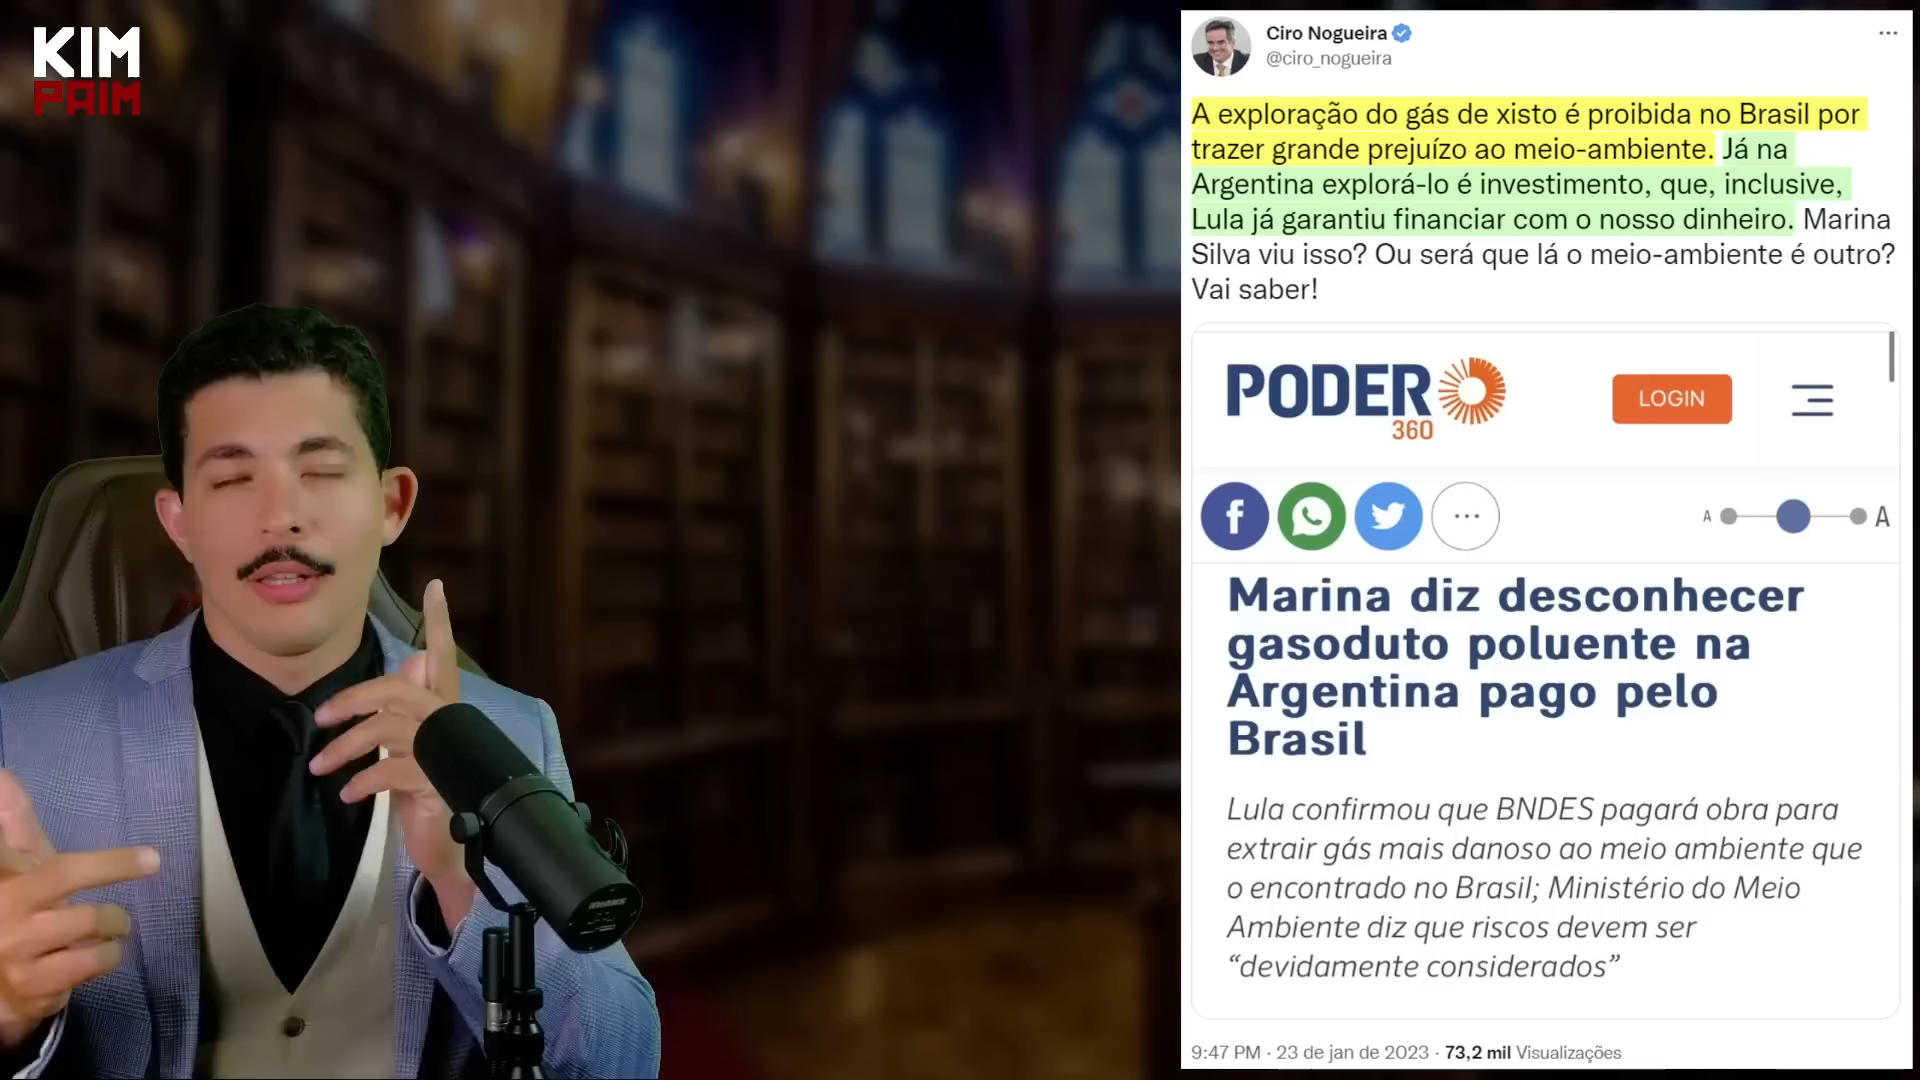 KIM
PAIM
Ciro Nogueira
@ciro_nogueira
A exploração do gás de xisto é proibida no Brasil por
trazer grande prejuízo ao meio-ambiente. Já na
Argentina explorá-lo é investimento, que, inclusive,
Lula já garantiu financiar com o nosso dinheiro. Marina
Silva viu isso? Ou será que lá o meio-ambiente é outro?
Vai saber!
PODER
360
LOGIN
A A
Marina diz desconhecer
gasoduto poluente na
Argentina pago pelo
Brasil
Lula confirmou que BNDES pagará obra para
extrair gás mais danoso ao meio ambiente que
o encontrado no Brasil; Ministério do Meio
Ambiente diz que riscos devem ser
“devidamente considerados”
9:47 PM · 23 de jan de 2023 · 73,2 mil Visualizações